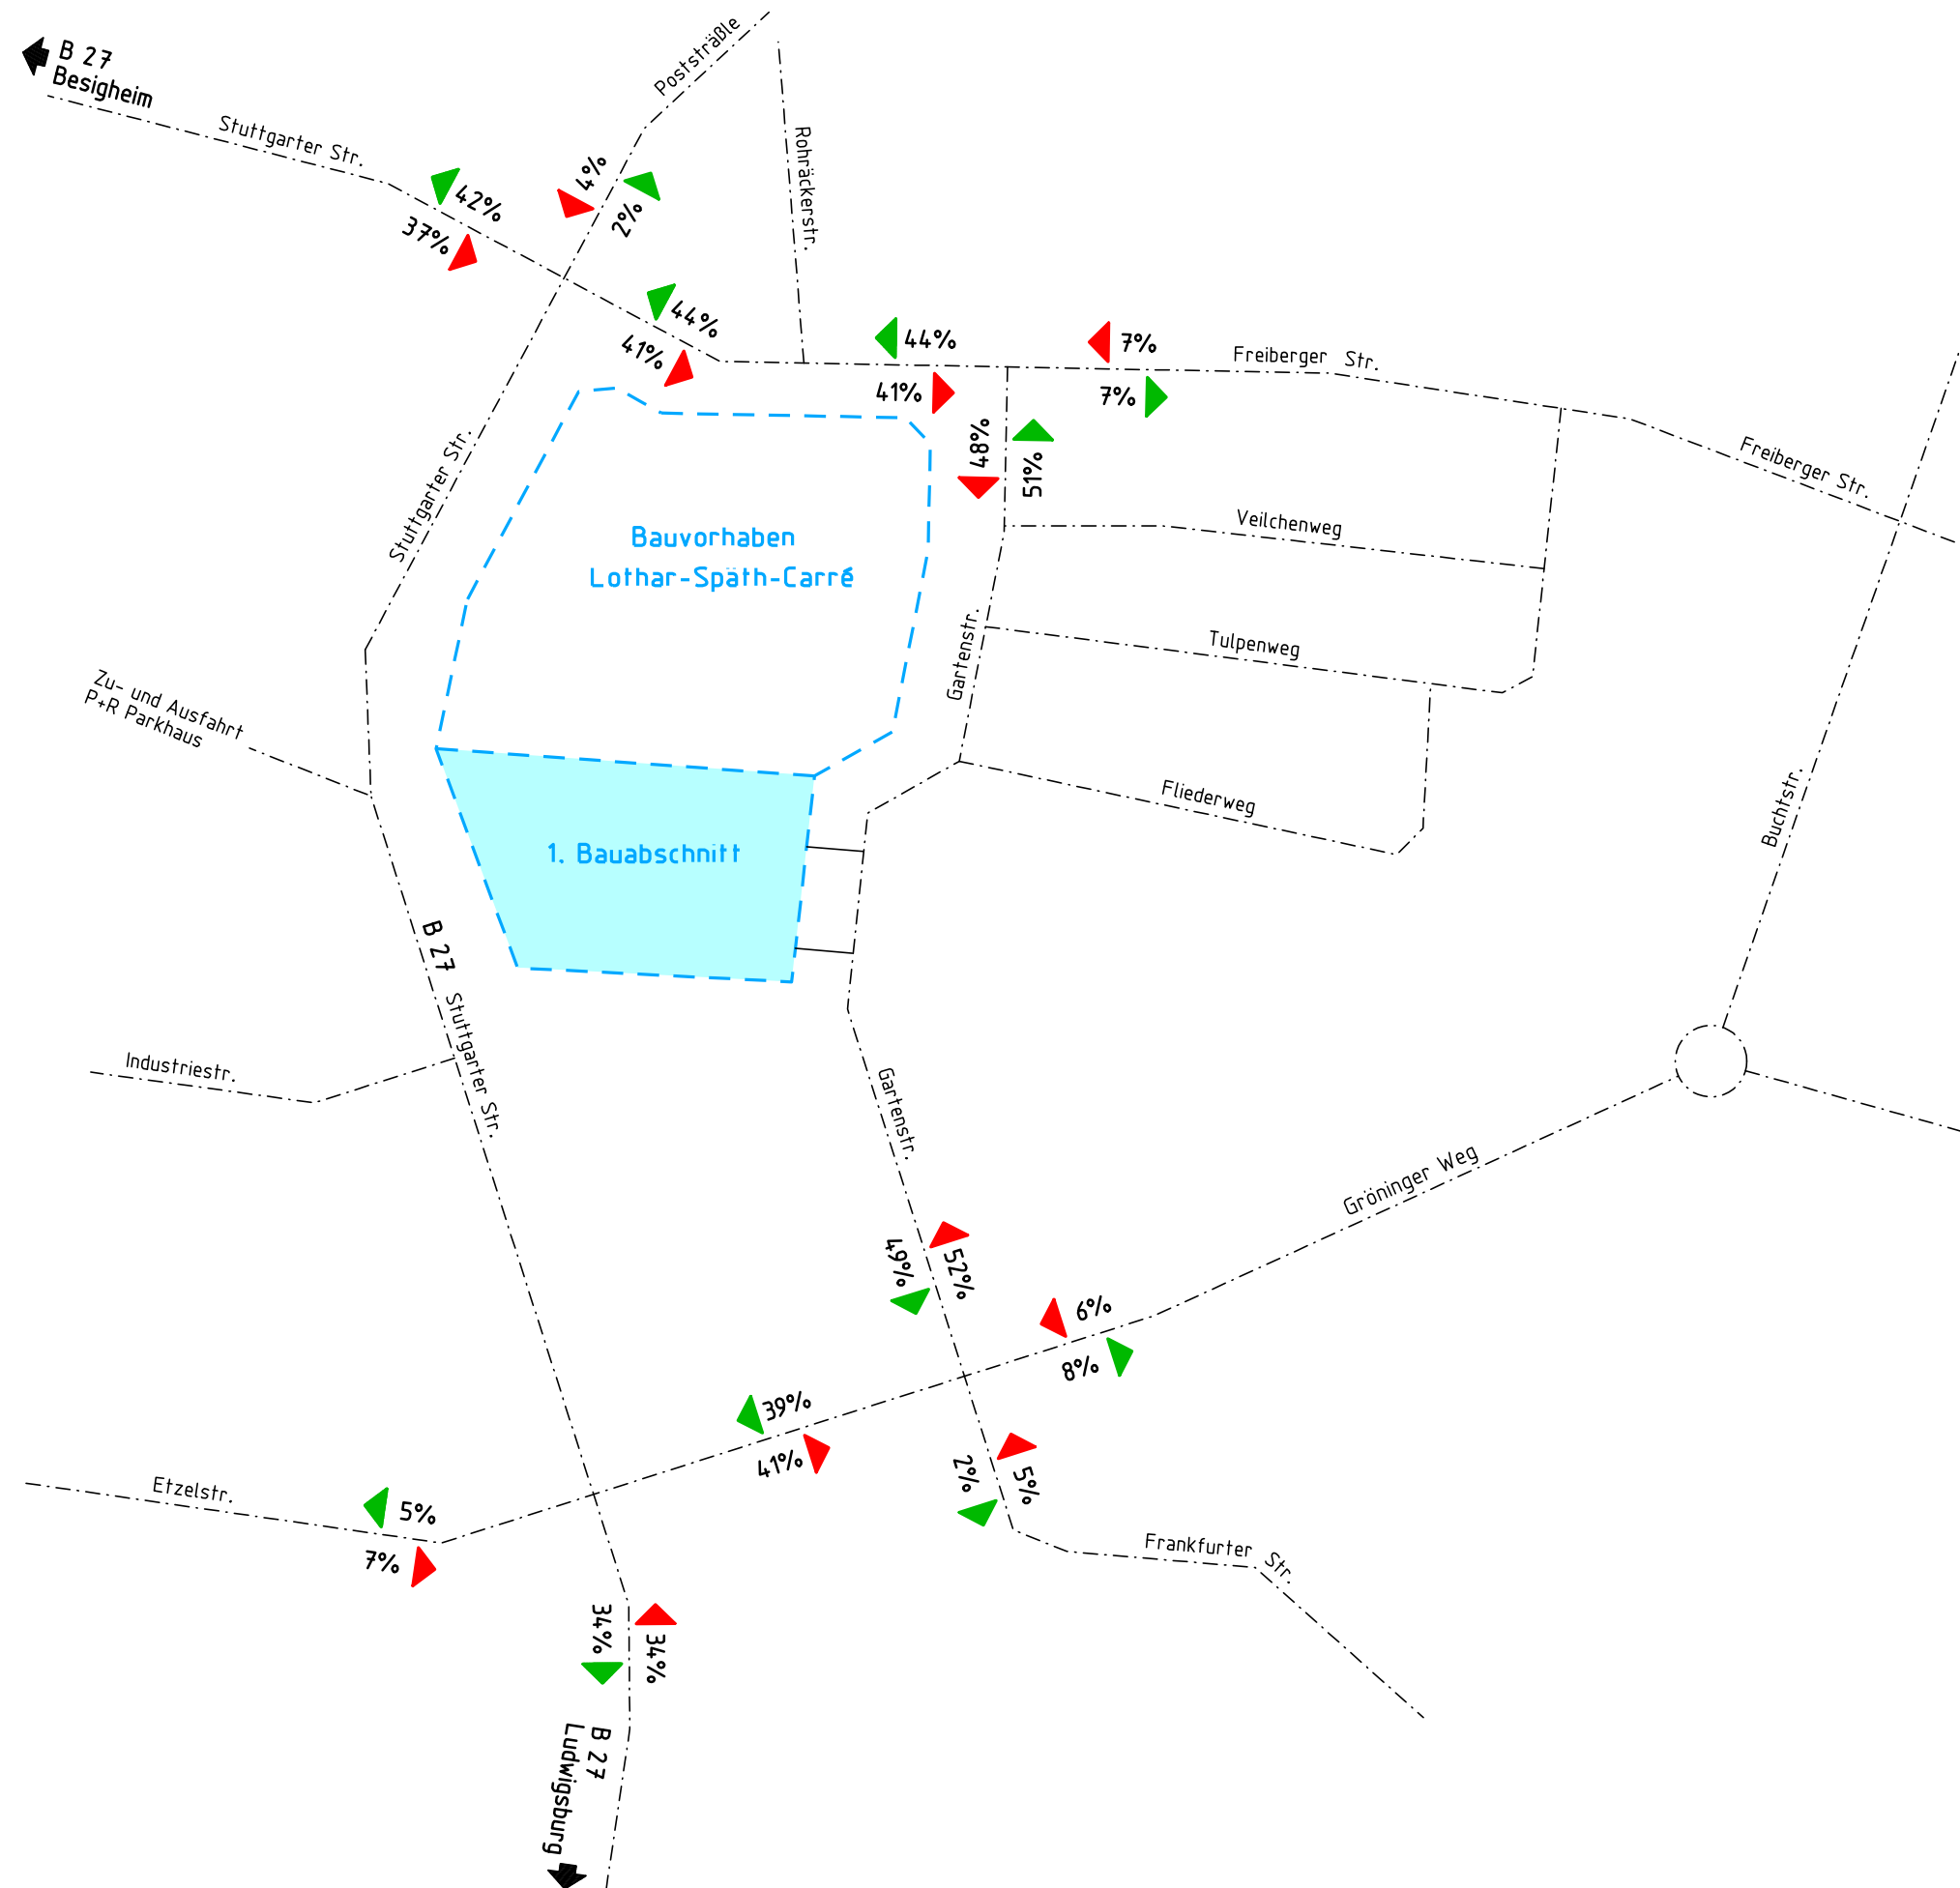 B 27
Besigheim
Poststräßle
Stuttgarter Str.
Rohräckerstr.
4%
2%
42%
37%
44%
41%
44%
41%
7%
7%
Freiberger Str.
48%
51%
Freiberger Str.
Stuttgarter Str.
Bauvorhaben
Lothar-Späth-Carré
Veilchenweg
Gartenstr.
Tulpenweg
Zu- und Ausfahrt
P+R Parkhaus
Fliederweg
Buchtstr.
1. Bauabschnitt
B 27 Stuttgarter Str.
Industriestr.
Gartenstr.
Gröninger Weg
49%
52%
6%
8%
39%
41%
2%
5%
Etzelstr.
5%
7%
Frankfurter Str.
34%
34%
B 27
Ludwigsburg